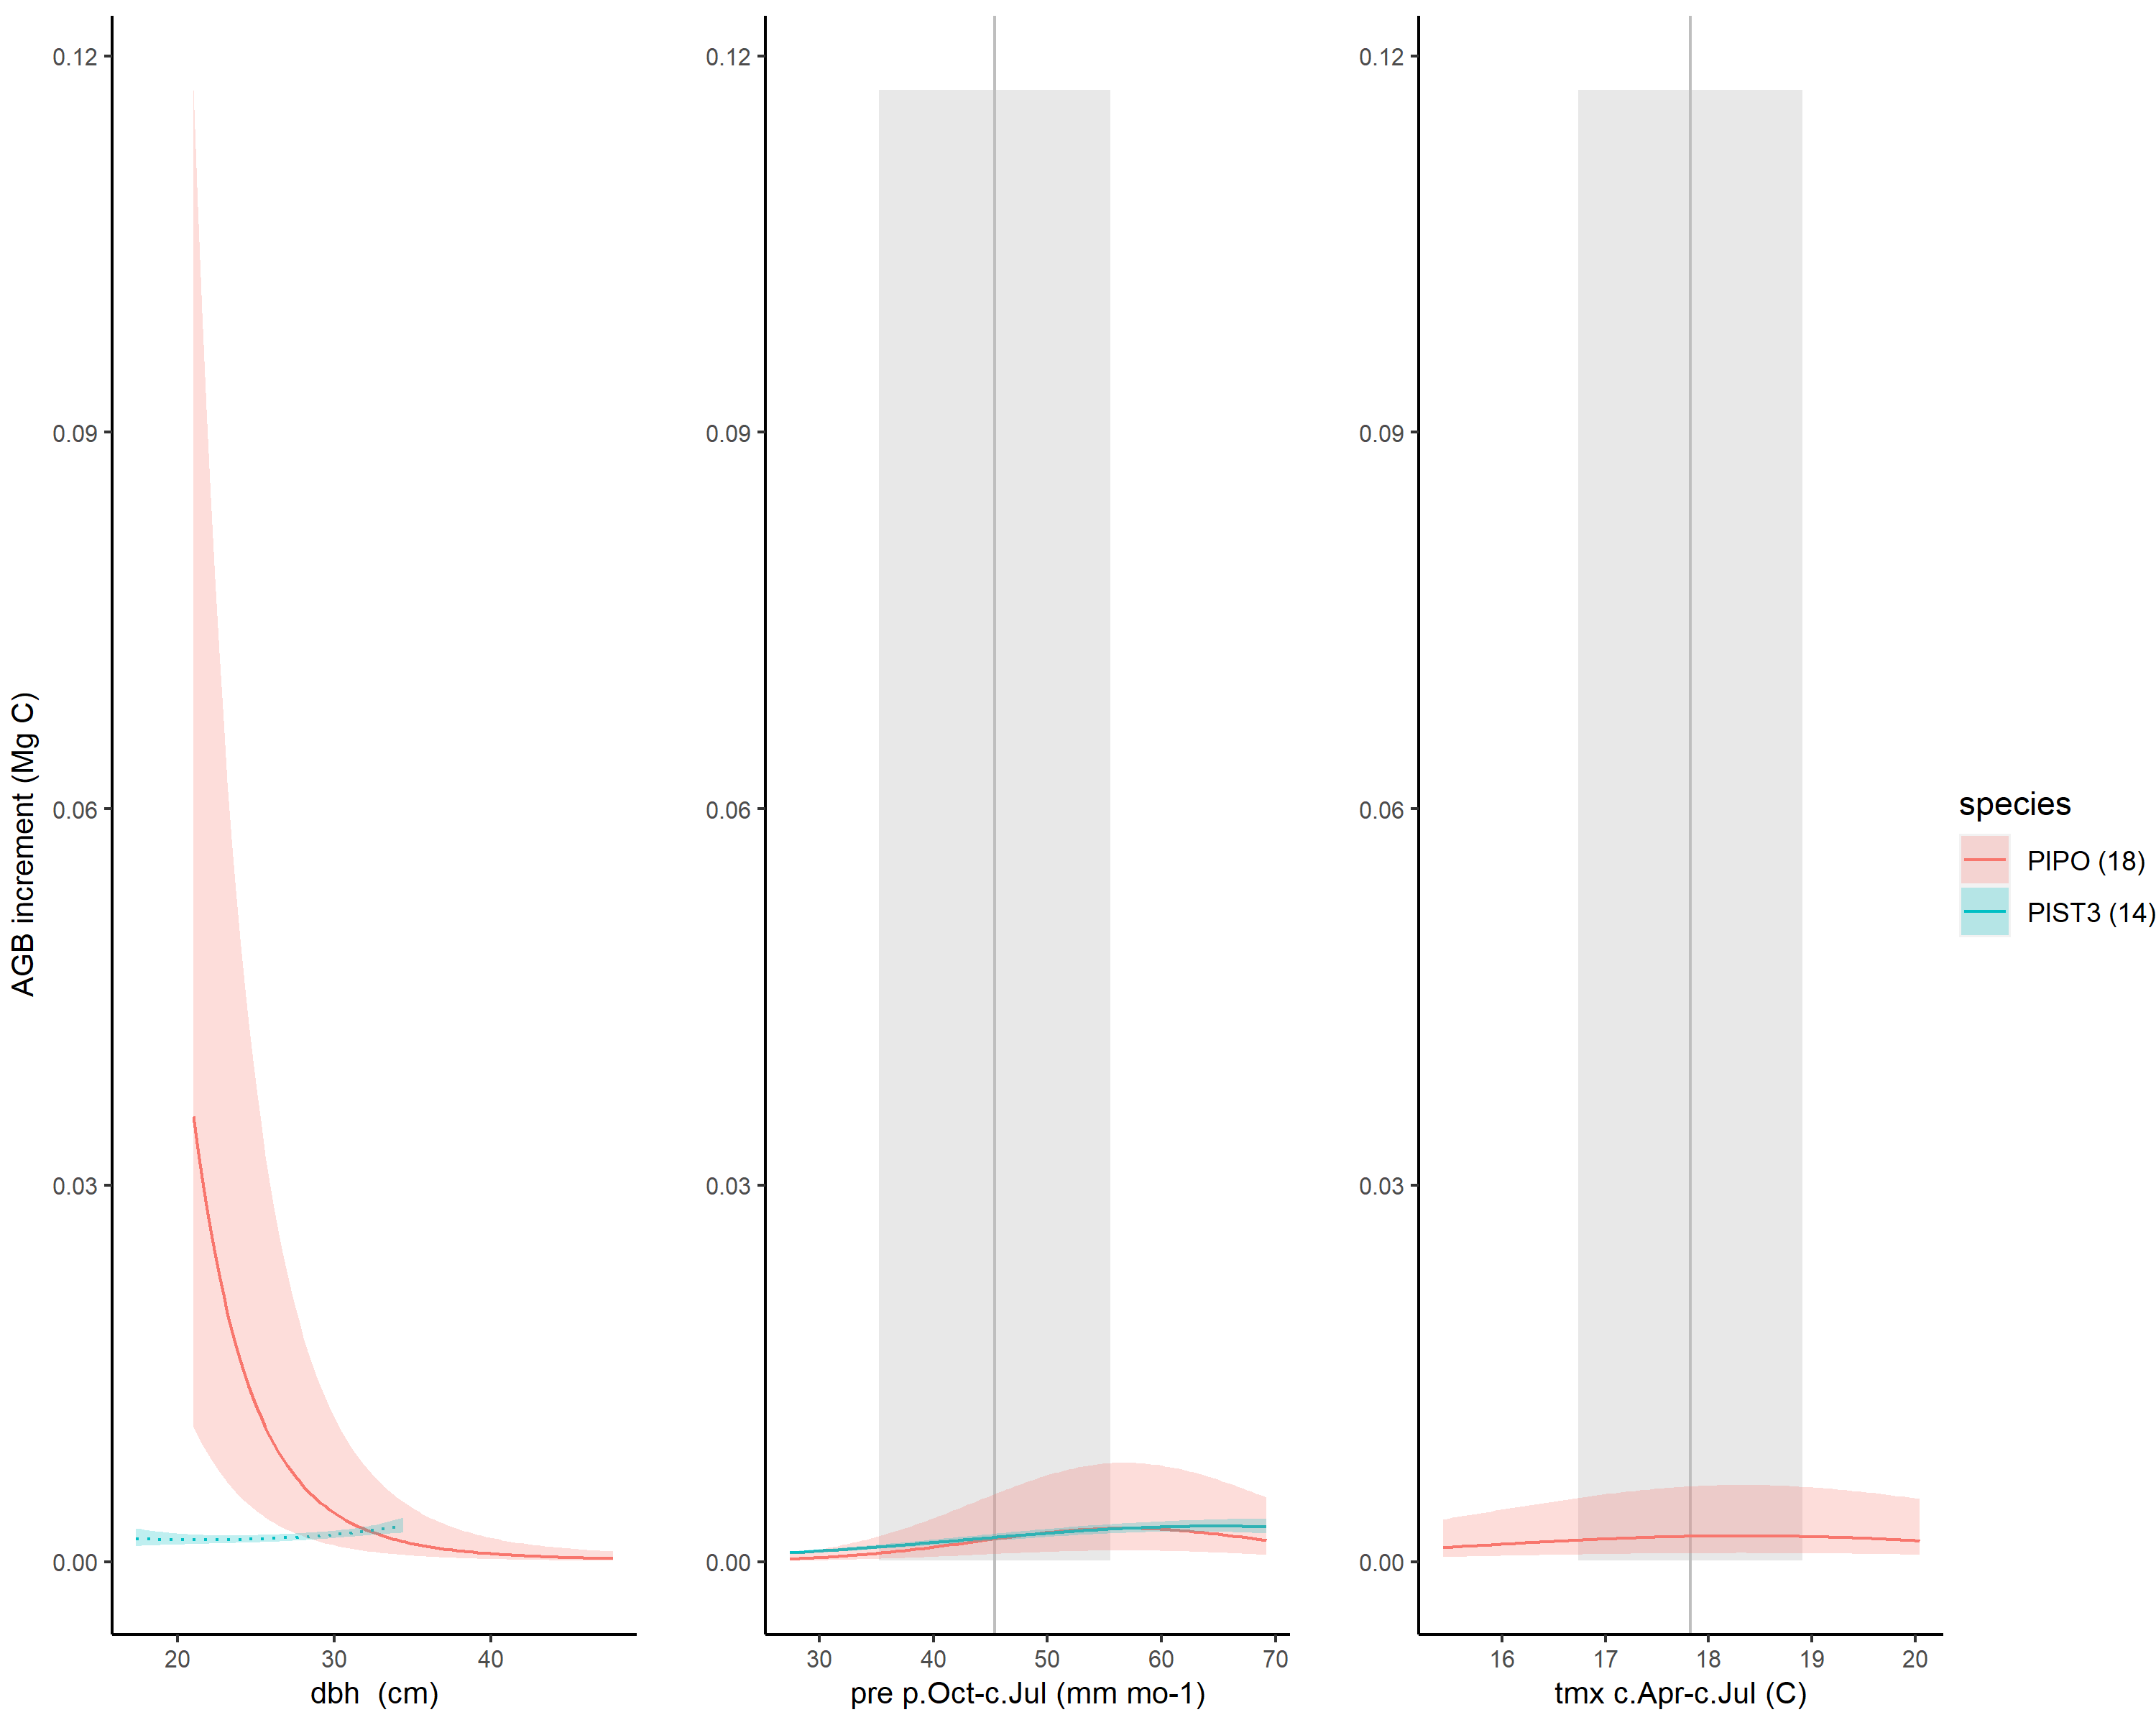 AGB increment (Mg C)
0.12
0.09
0.06
0.03
0.00
20 30 40
dbh  (cm)
0.12
0.09
0.06
0.03
0.00
30 40 50 60 70
pre p.Oct-c.Jul (mm mo-1)
0.12
0.09
0.06
0.03
0.00
16 17 18 19 20
tmx c.Apr-c.Jul (C)
species
PIPO (18)
PIST3 (14)